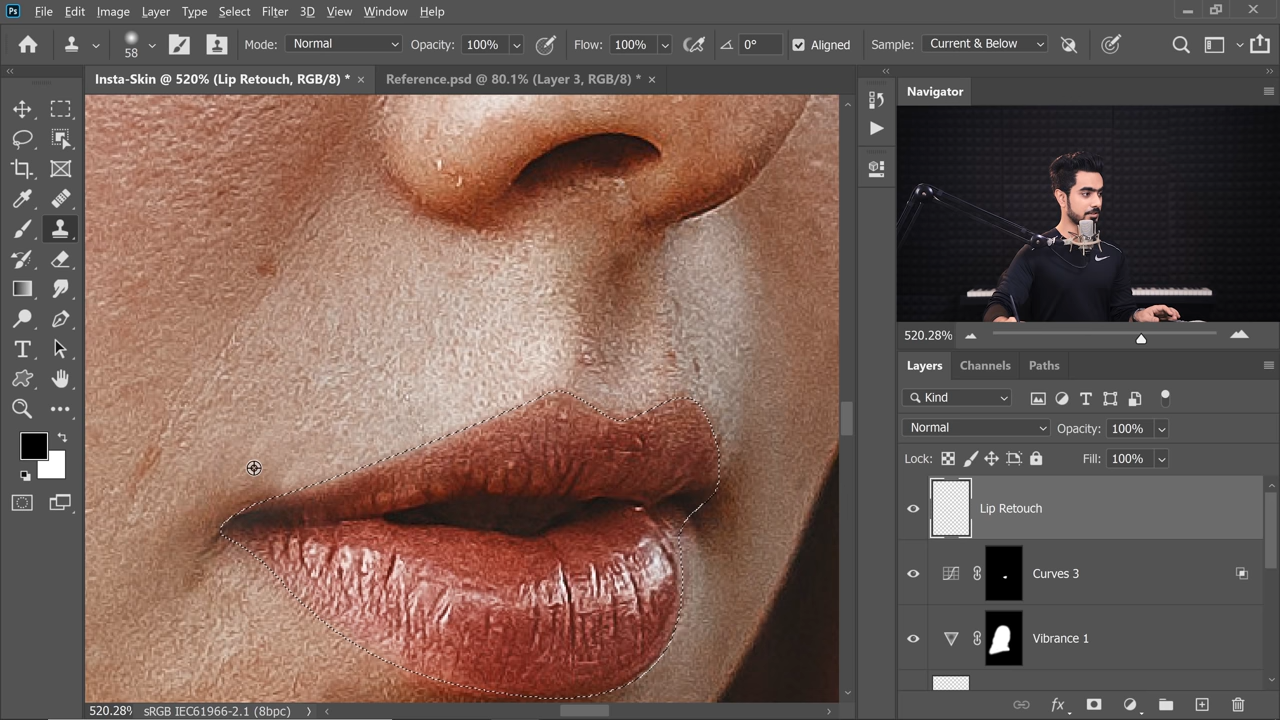 Ps File Edit Image Layer Type Select Filter 3D View Window Help
58 Mode: Normal Opacity: 100% Flow: 100% 0° Aligned Sample: Current & Below
Insta-Skin @ 520% (Lip Retouch, RGB/8) * × Reference.psd @ 80.1% (Layer 3, RGB/8) * ×
Navigator
520.28%
Layers Channels Paths
Kind
Normal Opacity: 100%
Lock: Fill: 100%
Lip Retouch
Curves 3
Vibrance 1
fx
520.28% sRGB IEC61966-2.1 (8bpc)